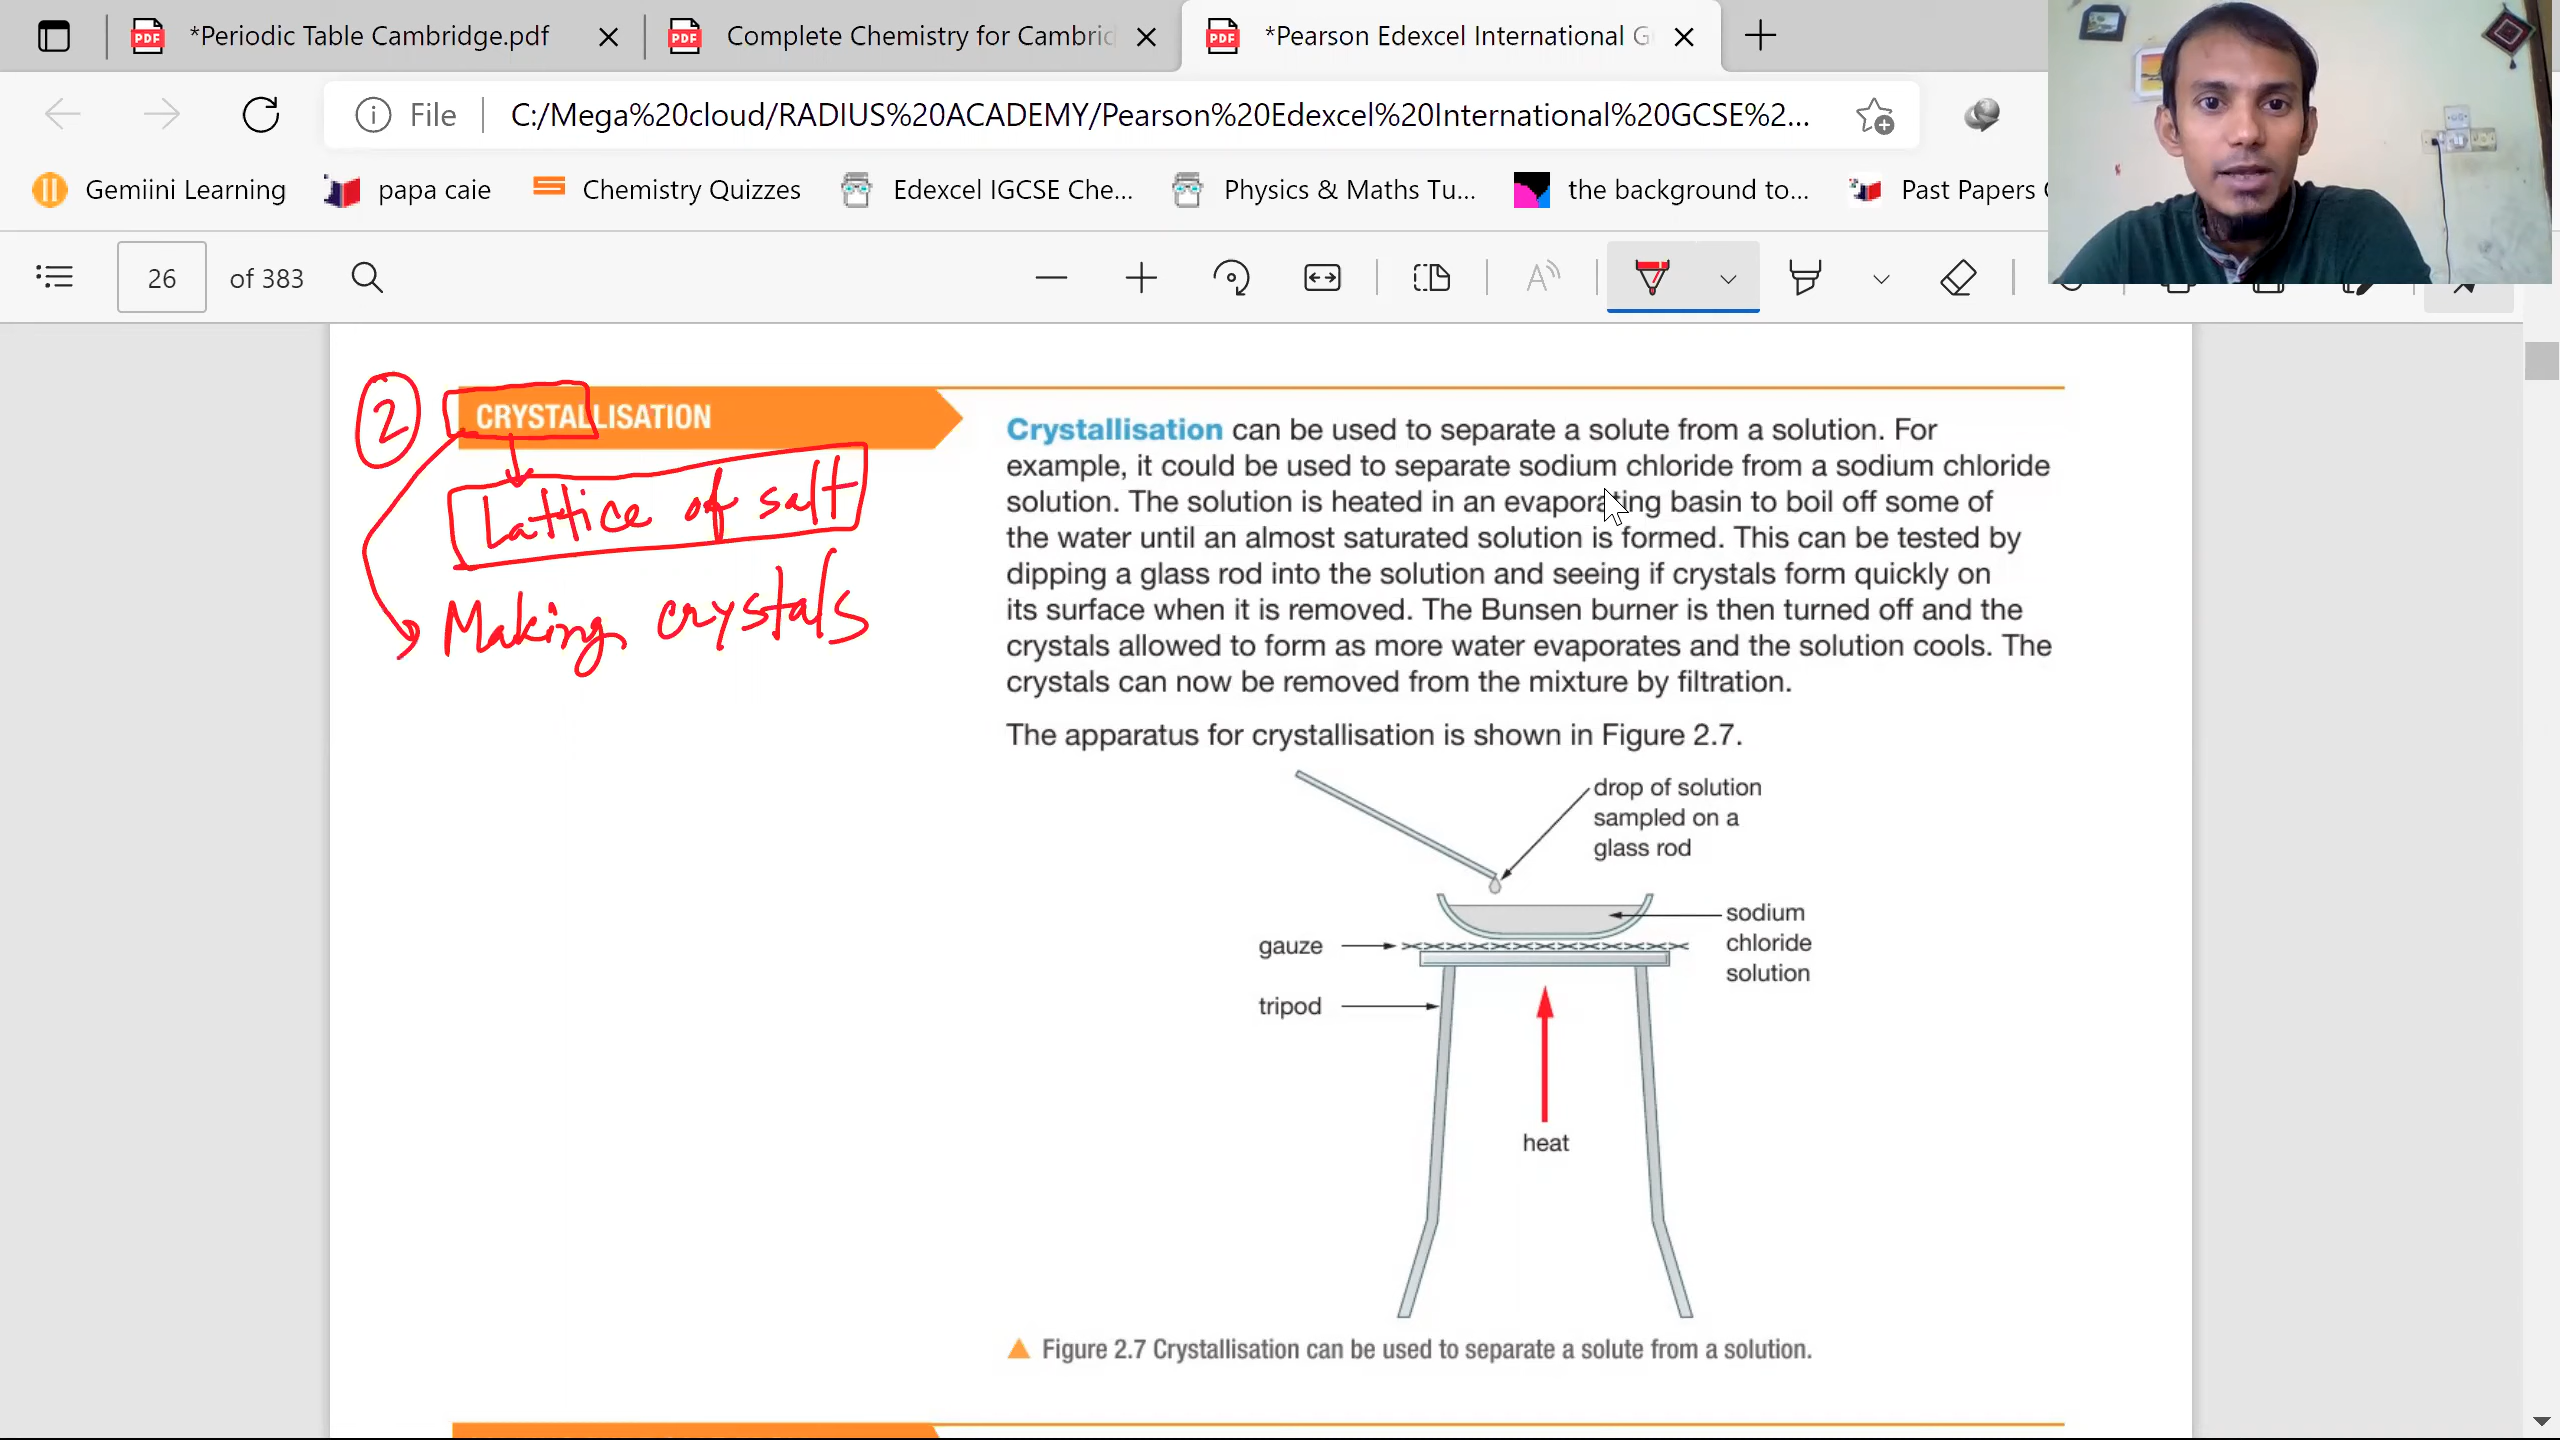 *Periodic Table Cambridge.pdf
Complete Chemistry for Cambric
*Pearson Edexcel International G
File
C:/Mega%20cloud/RADIUS%20ACADEMY/Pearson%20Edexcel%20International%20GCSE%2...
Gemiini Learning
papa caie
Chemistry Quizzes
Edexcel IGCSE Che...
Physics & Maths Tu...
the background to...
Past Papers
26 of 383
2
CRYSTALLISATION
Lattice of salt
Making crystals
Crystallisation can be used to separate a solute from a solution. For
example, it could be used to separate sodium chloride from a sodium chloride
solution. The solution is heated in an evaporating basin to boil off some of
the water until an almost saturated solution is formed. This can be tested by
dipping a glass rod into the solution and seeing if crystals form quickly on
its surface when it is removed. The Bunsen burner is then turned off and the
crystals allowed to form as more water evaporates and the solution cools. The
crystals can now be removed from the mixture by filtration.
The apparatus for crystallisation is shown in Figure 2.7.
drop of solution
sampled on a
glass rod
sodium
chloride
solution
gauze
tripod
heat
Figure 2.7 Crystallisation can be used to separate a solute from a solution.